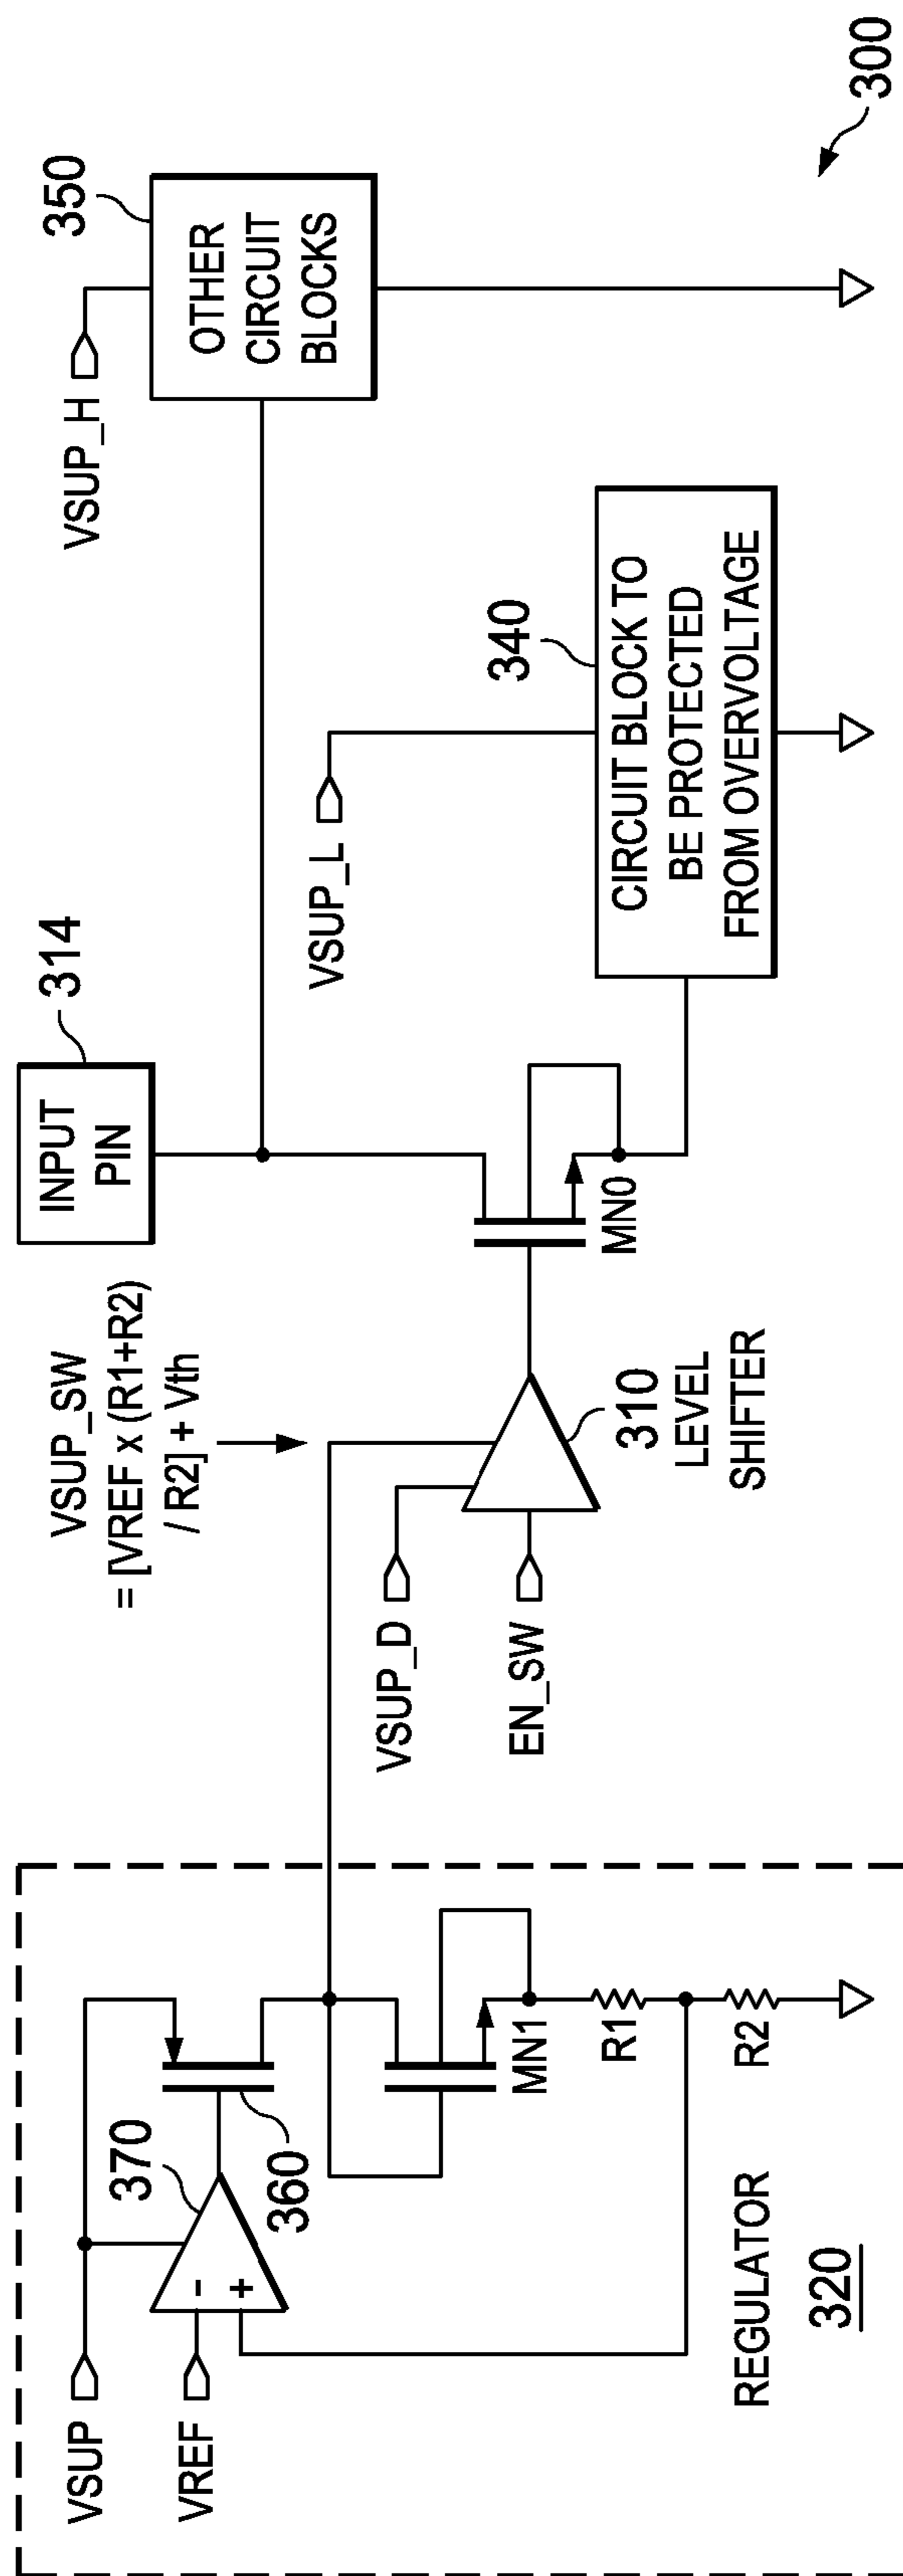 VSUP
VREF
370
-
+
360
MN1
R1
R2
REGULATOR
320
VSUP_SW
= [VREF x (R1+R2)
/ R2] + Vth
VSUP_D
EN_SW
310
LEVEL
SHIFTER
INPUT
PIN
314
MN0
VSUP_L
340
CIRCUIT BLOCK TO
BE PROTECTED
FROM OVERVOLTAGE
VSUP_H
350
OTHER
CIRCUIT
BLOCKS
300